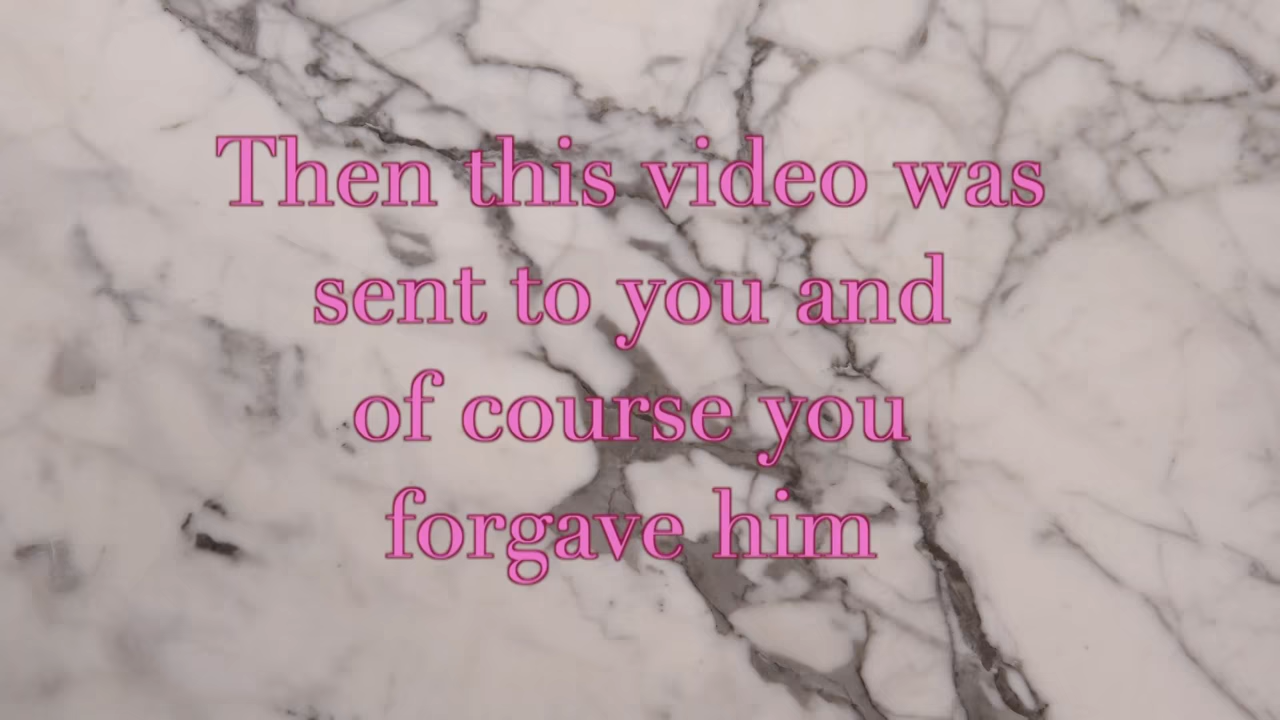 Then this video was
sent to you and
of course you
forgave him